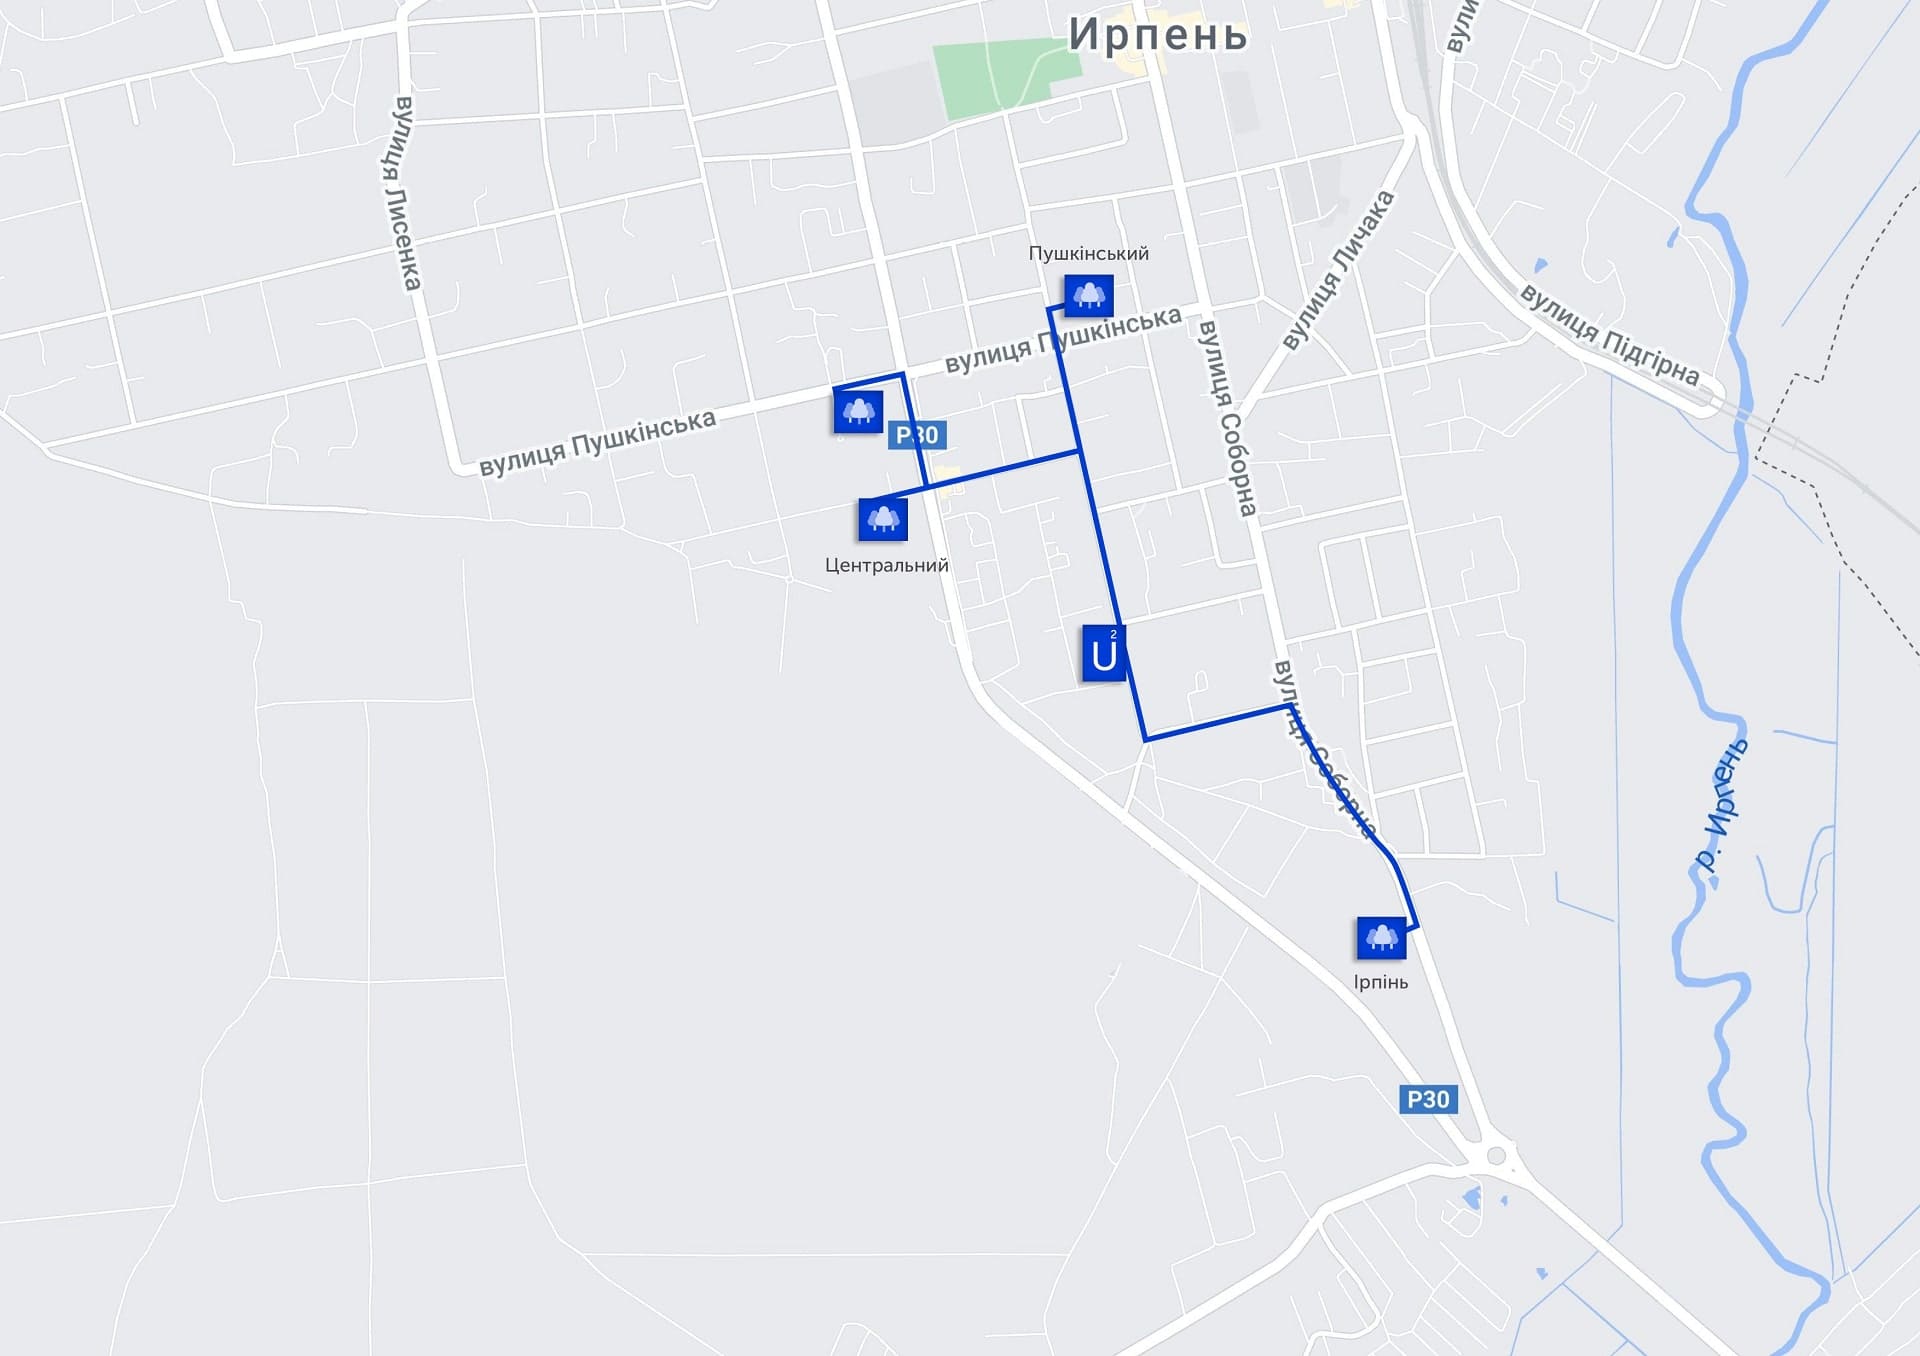 Ирпень
вули
вулиця Лисенка
вулиця Личака
Пушкінський
вулиця Підгірна
вулиця Пушкінська
вулиця Соборна
P30
вулиця Пушкінська
Центральний
U2
вулиця Соборна
р. Ирпень
Ірпінь
P30